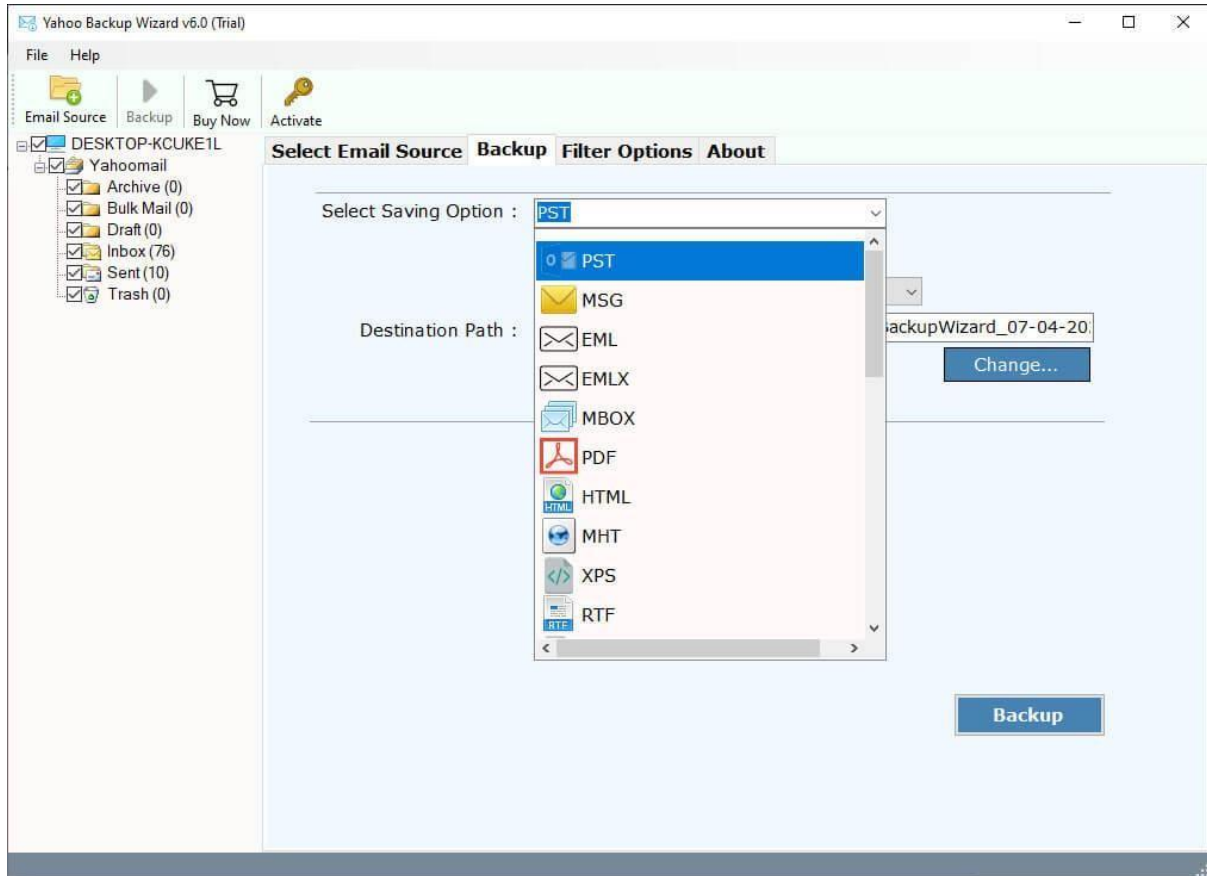 Yahoo Backup Wizard v6.0 (Trial)
File Help
Email Source Backup Buy Now Activate
DESKTOP-KCUKE1L
Yahoomail
Archive (0)
Bulk Mail (0)
Draft (0)
Inbox (76)
Sent (10)
Trash (0)
Select Email Source Backup Filter Options About
Select Saving Option : PST
PST
MSG
Destination Path : ackupWizard_07-04-20
EML
Change...
EMLX
MBOX
PDF
HTML
HTML
MHT
XPS
RTF
RTF
Backup